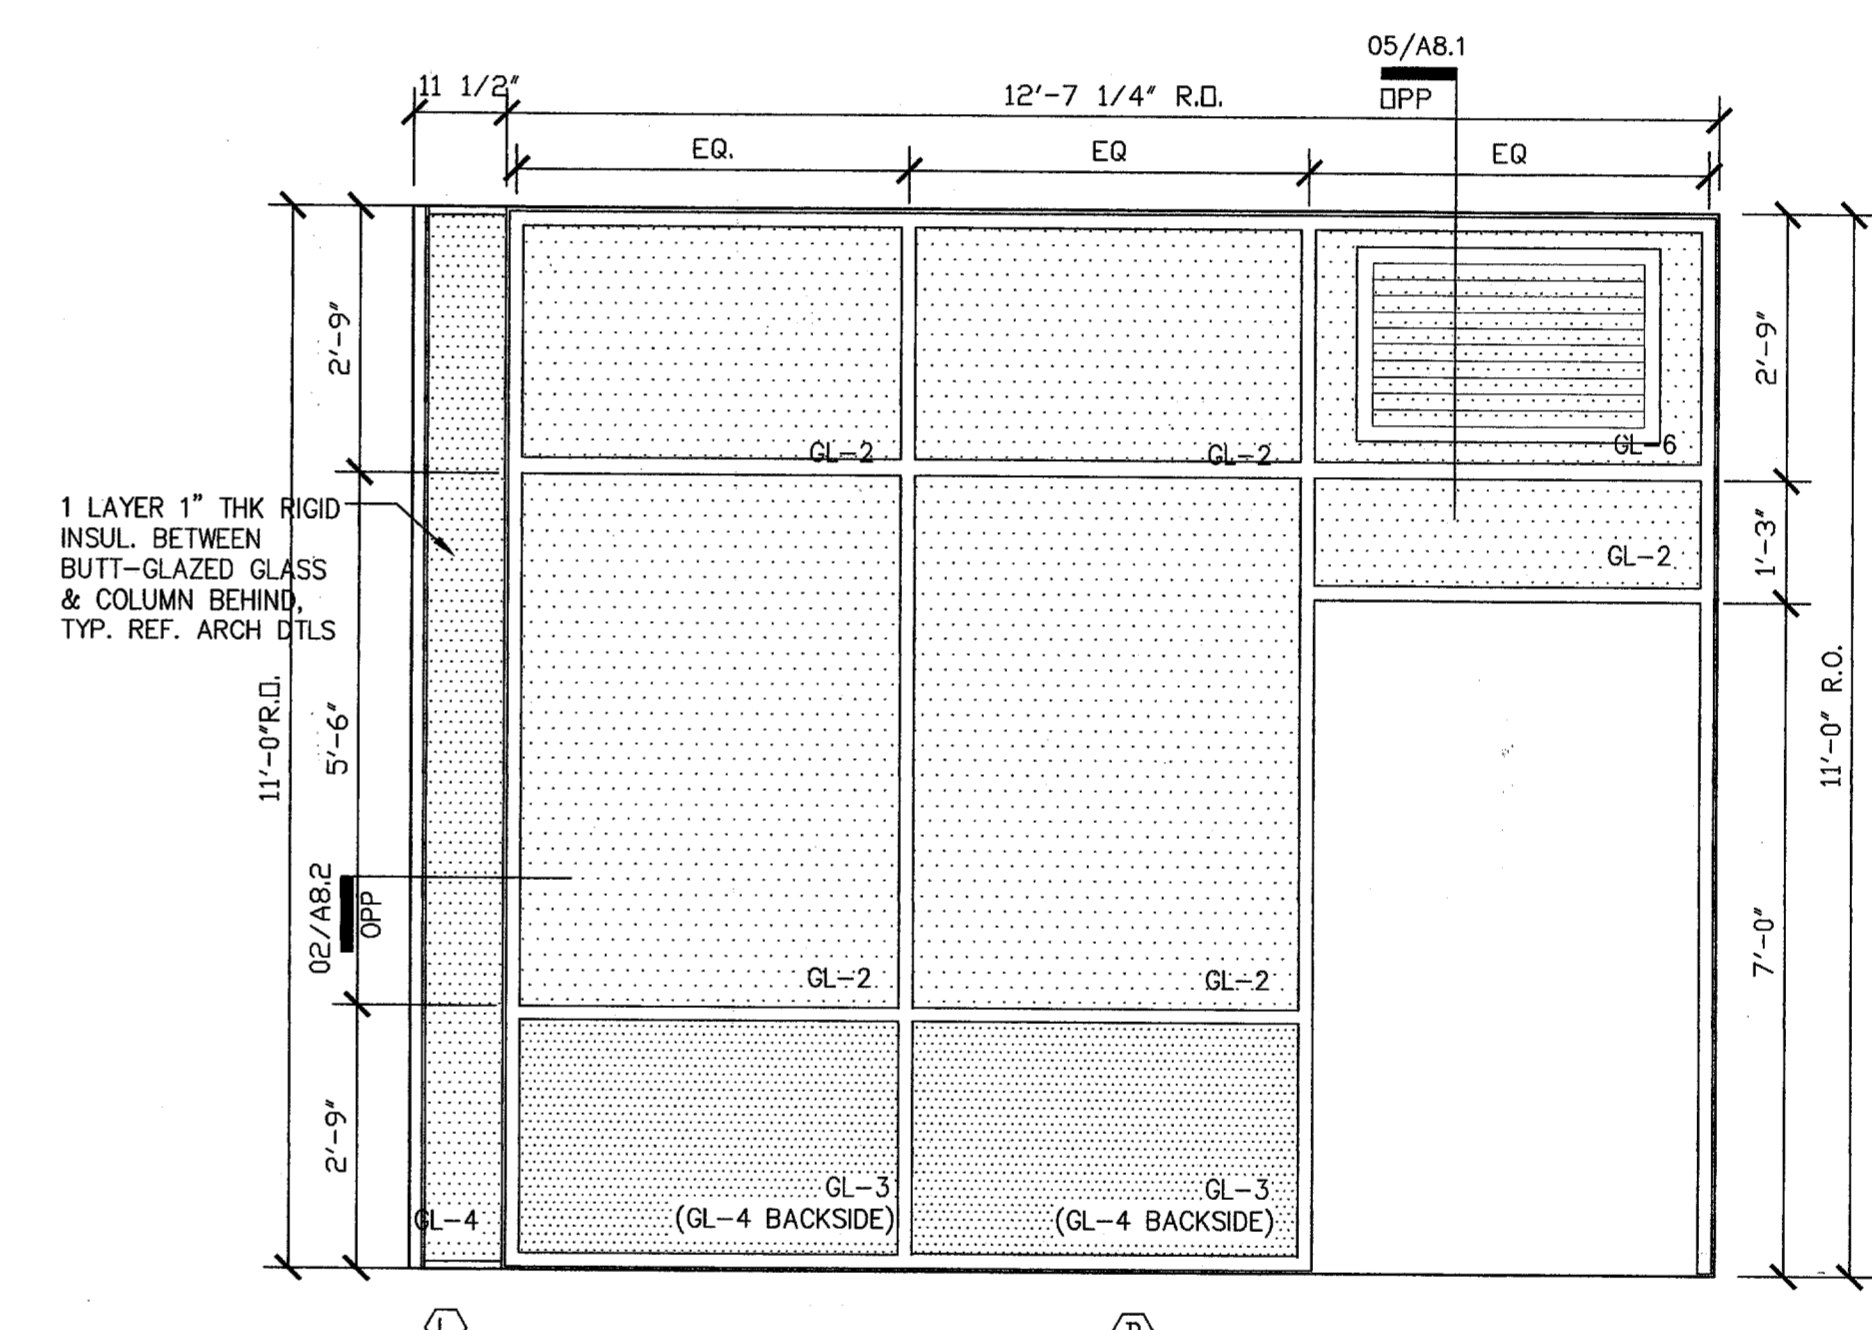 05/A8.1
OPP
11 1/2"
12'-7 1/4" R.O.
EQ.
EQ
EQ
2'-9"
2'-9"
GL-2
GL-2
GL-6
1 LAYER 1" THK RIGID
INSUL. BETWEEN
BUTT-GLAZED GLASS
& COLUMN BEHIND,
TYP. REF. ARCH DTLS
GL-2
1'-3"
11'-0"R.O.
5'-6"
11'-0" R.O.
02/A8.2
OPP
7'-0"
GL-2
GL-2
2'-9"
GL-4
GL-3
(GL-4 BACKSIDE)
GL-3
(GL-4 BACKSIDE)